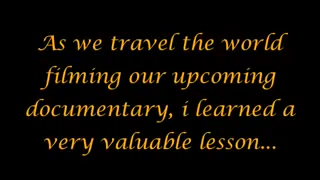 As we travel the world
filming our upcoming
documentary, i learned a
very valuable lesson...